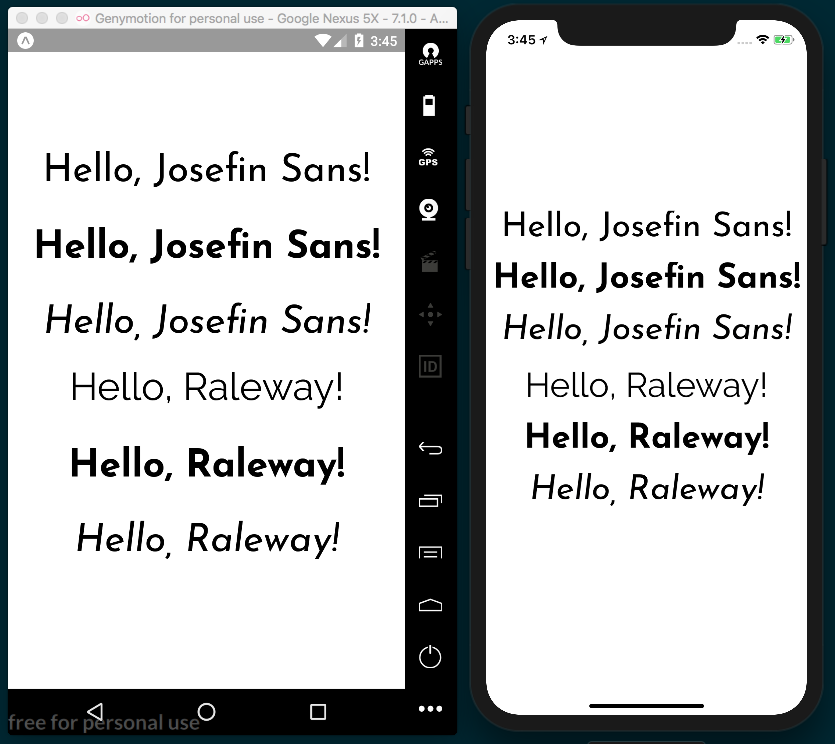 Genymotion for personal use - Google Nexus 5X - 7.1.0 - A...
3:45
Hello, Josefin Sans!
Hello, Josefin Sans!
Hello, Josefin Sans!
Hello, Raleway!
Hello, Raleway!
Hello, Raleway!
free for personal use
GAPPS
GPS
ID
3:45
Hello, Josefin Sans!
Hello, Josefin Sans!
Hello, Josefin Sans!
Hello, Raleway!
Hello, Raleway!
Hello, Raleway!